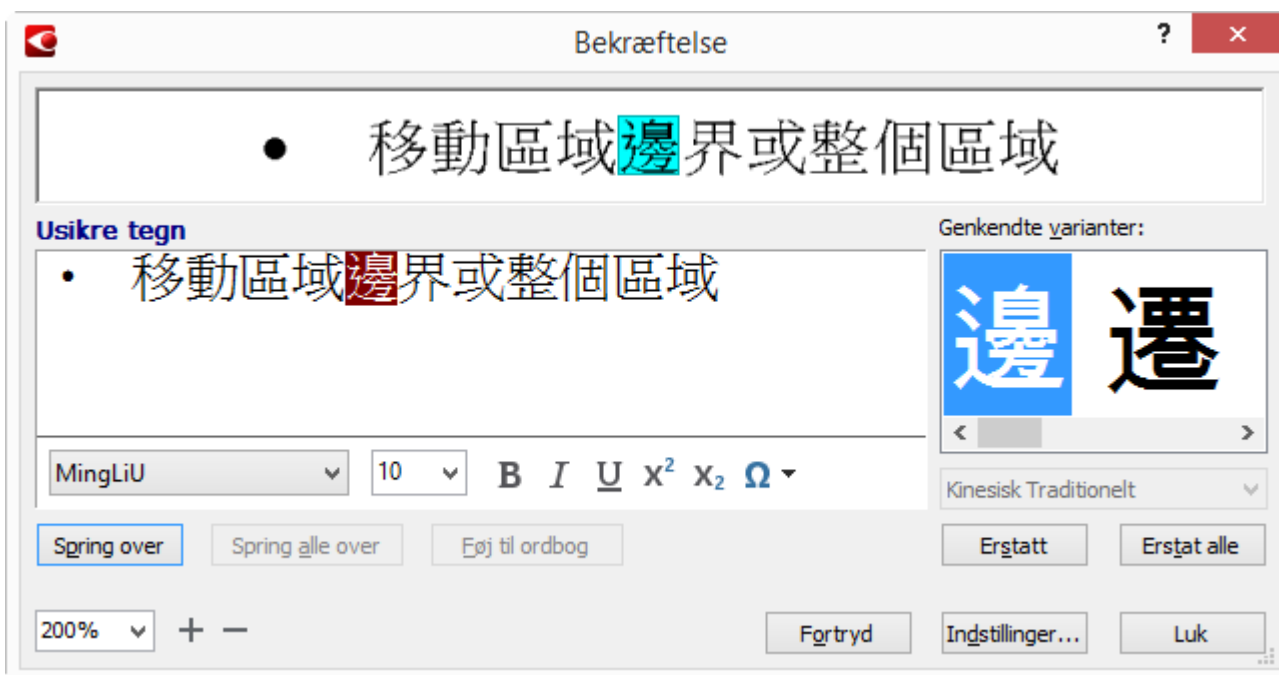 Bekræftelse
? ×
• 移動區域邊界或整個區域
Usikre tegn
Genkendte varianter:
• 移動區域邊界或整個區域
邊 遷
MingLiU 10 B I U X² X₂ Ω
Kinesisk Traditionelt
Spring over Spring alle over Føj til ordbog Erstatt Erstat alle
200% + − Fortryd Indstillinger... Luk